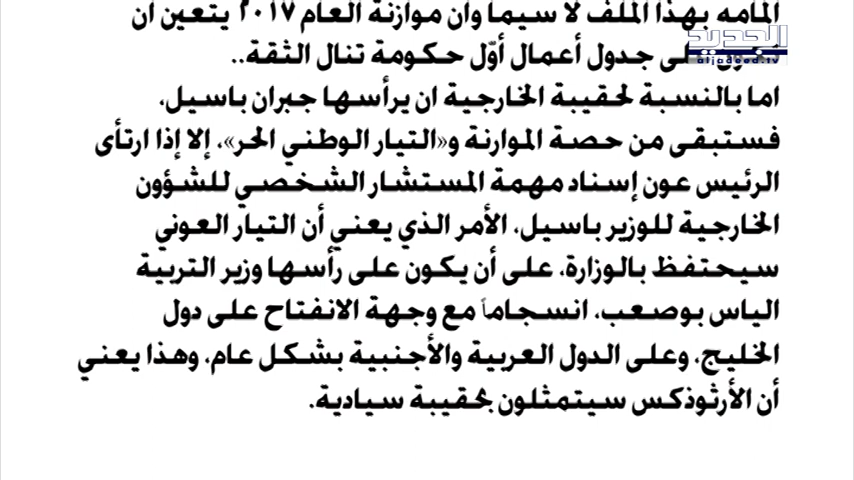 المامه بهذا الملف لا سيما وان موازنة العام ٢٠١٧ يتعين ان
على جدول أعمال أوّل حكومة تنال الثقة..
اما بالنسبة لحقيبة الخارجية ان يرأسها جبران باسيل،
فستبقى من حصة الموارنة و«التيار الوطني الحر»، إلا إذا ارتأى
الرئيس عون إسناد مهمة المستشار الشخصي للشؤون
الخارجية للوزير باسيل، الأمر الذي يعني أن التيار العوني
سيحتفظ بالوزارة، على أن يكون على رأسها وزير التربية
الياس بوصعب، انسجاماً مع وجهة الانفتاح على دول
الخليج، وعلى الدول العربية والأجنبية بشكل عام، وهذا يعني
أن الأرثوذكس سيتمثلون بحقيبة سيادية.
الجديد
aljadeed.tv